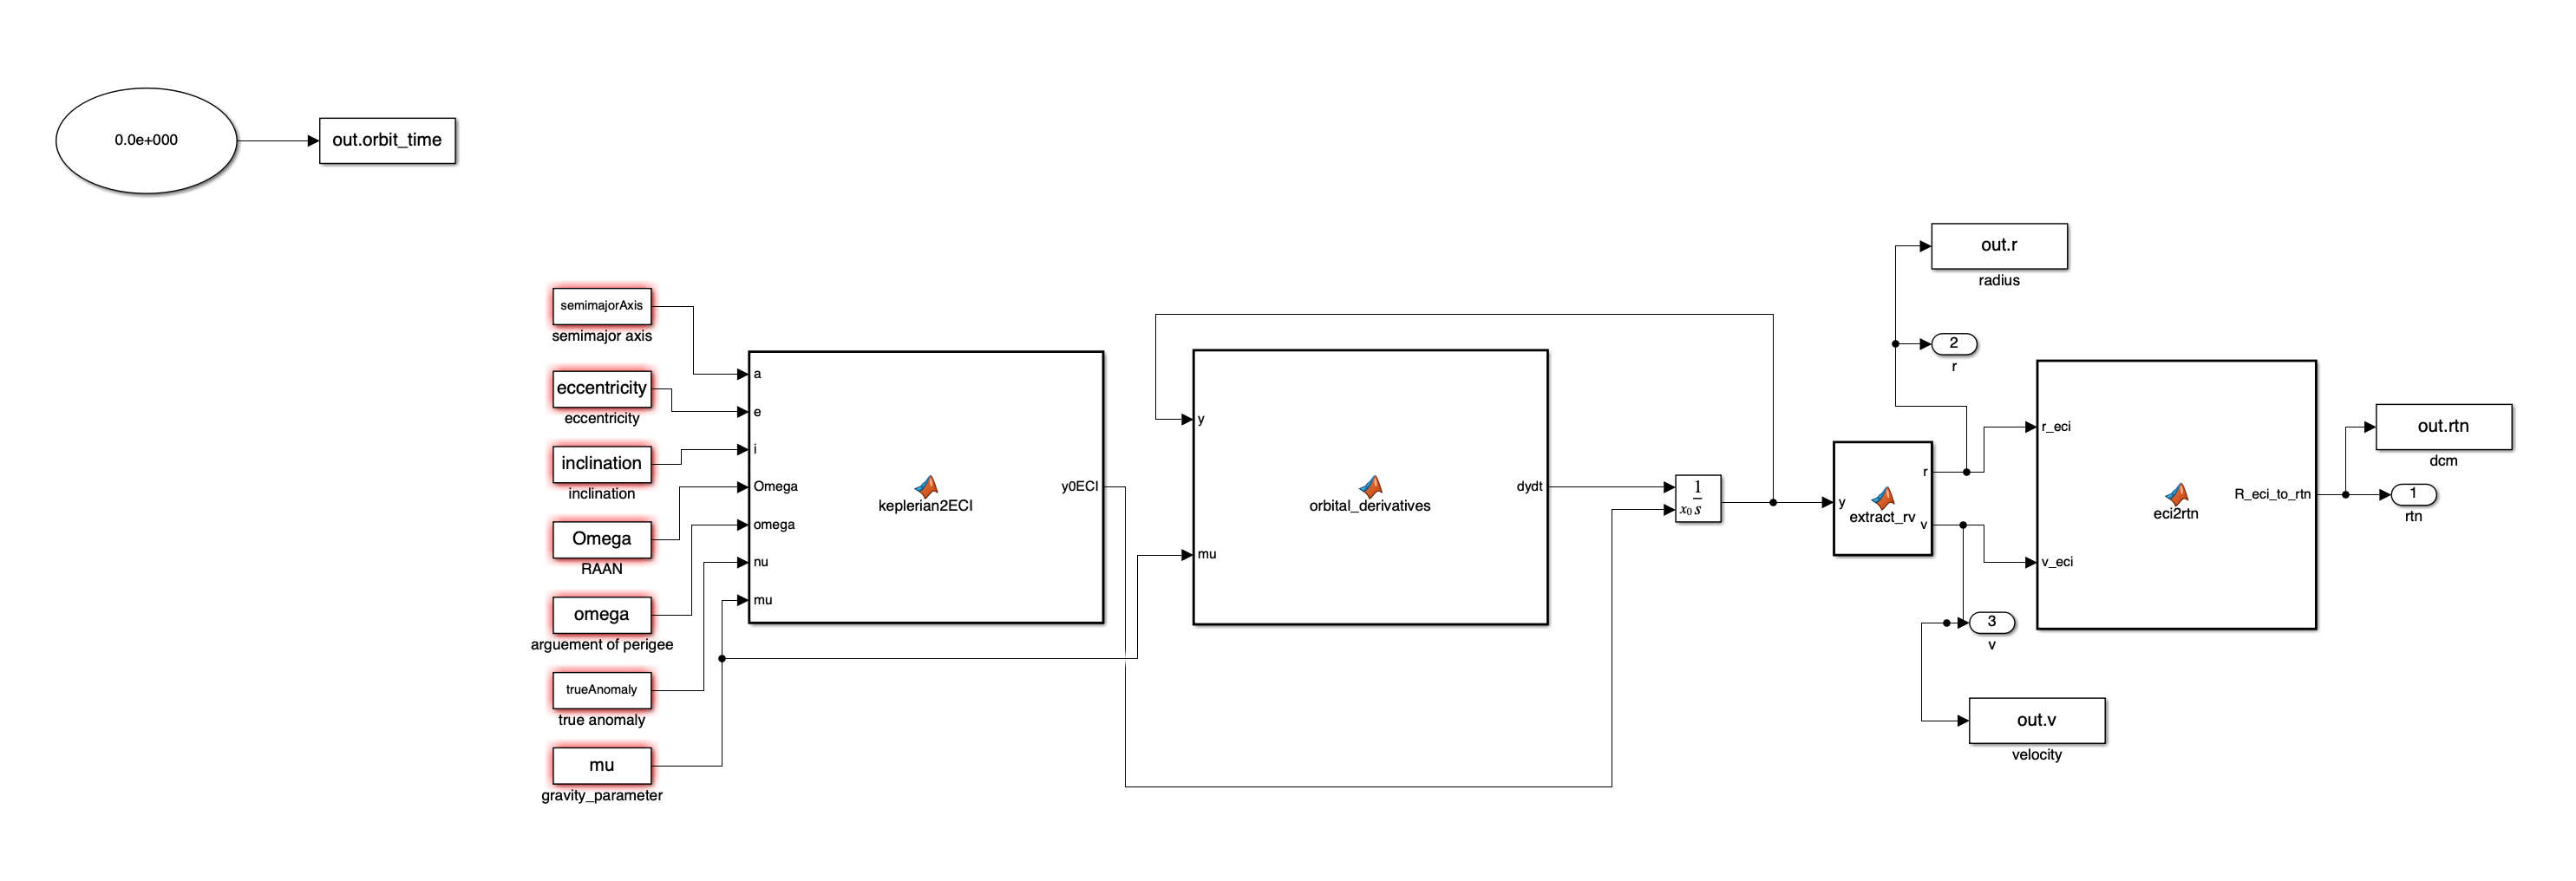 0.0e+000
out.orbit_time
out.r
radius
2
r
semimajorAxis
semimajor axis
eccentricity
eccentricity
inclination
inclination
Omega
RAAN
omega
arguement of perigee
trueAnomaly
true anomaly
mu
gravity_parameter
a
e
i
Omega
omega
nu
mu
keplerian2ECI
y0ECI
y
mu
orbital_derivatives
dydt
1
x0 s
y
extract_rv
r
v
r_eci
v_eci
eci2rtn
R_eci_to_rtn
out.rtn
dcm
1
rtn
3
v
out.v
velocity